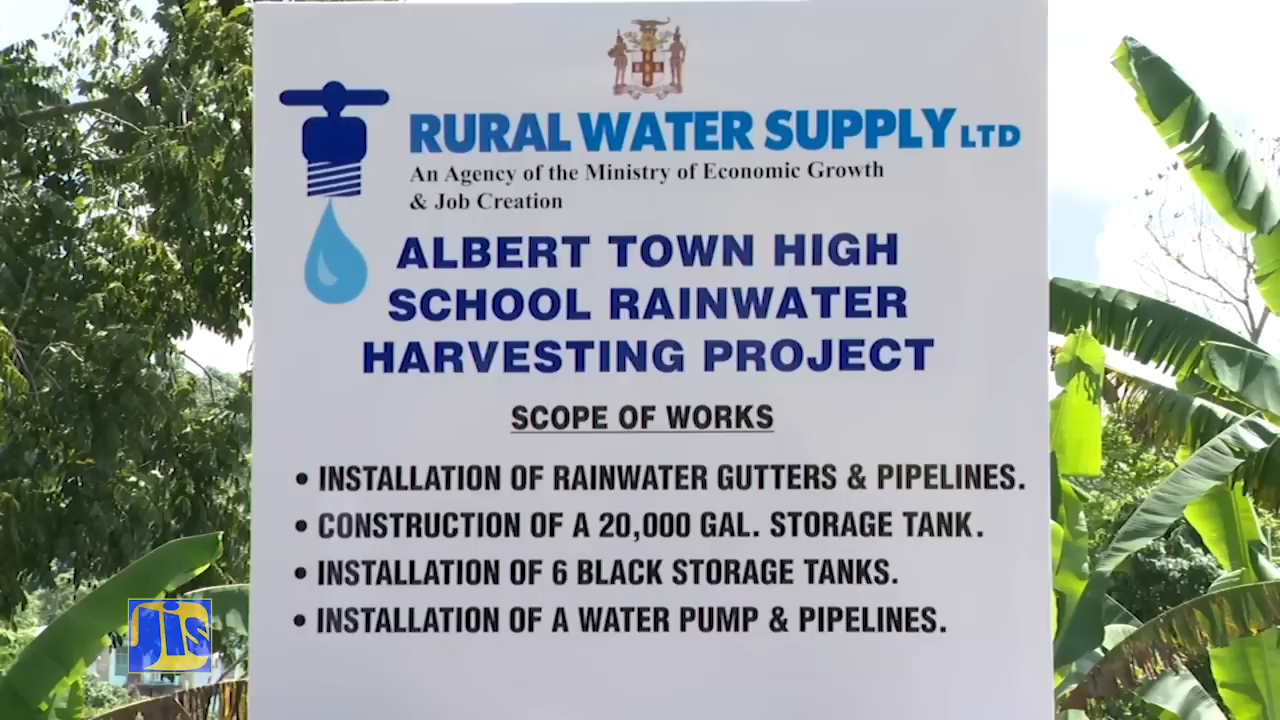 RURAL WATER SUPPLY LTD
An Agency of the Ministry of Economic Growth
& Job Creation
ALBERT TOWN HIGH
SCHOOL RAINWATER
HARVESTING PROJECT
SCOPE OF WORKS
• INSTALLATION OF RAINWATER GUTTERS & PIPELINES.
• CONSTRUCTION OF A 20,000 GAL. STORAGE TANK.
• INSTALLATION OF 6 BLACK STORAGE TANKS.
• INSTALLATION OF A WATER PUMP & PIPELINES.
JIS